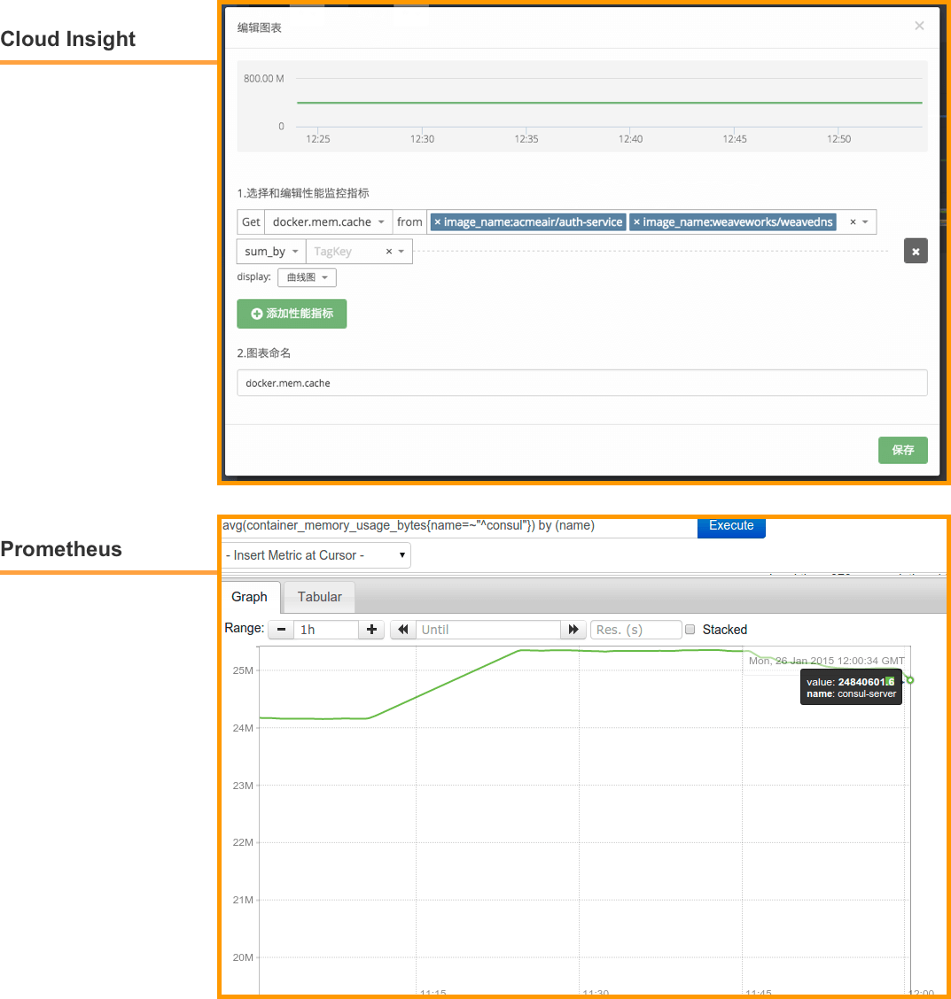 Cloud Insight
编辑图表
×
800.00 M
0
12:25 12:30 12:35 12:40 12:45 12:50
1.选择和编辑性能监控指标
Get docker.mem.cache from × image_name:acmeair/auth-service × image_name:weaveworks/weavedns ×
sum_by TagKey × ×
display: 曲线图
添加性能指标
2.图表命名
docker.mem.cache
保存
Prometheus
avg(container_memory_usage_bytes{name=~"^consul"}) by (name) Execute
- Insert Metric at Cursor -
Graph Tabular
Range: − 1h + Until Res. (s) Stacked
Mon, 26 Jan 2015 12:00:34 GMT
value: 24840601.6
name: consul-server
25M
24M
23M
22M
21M
20M
11:15 11:30 11:45 12:00